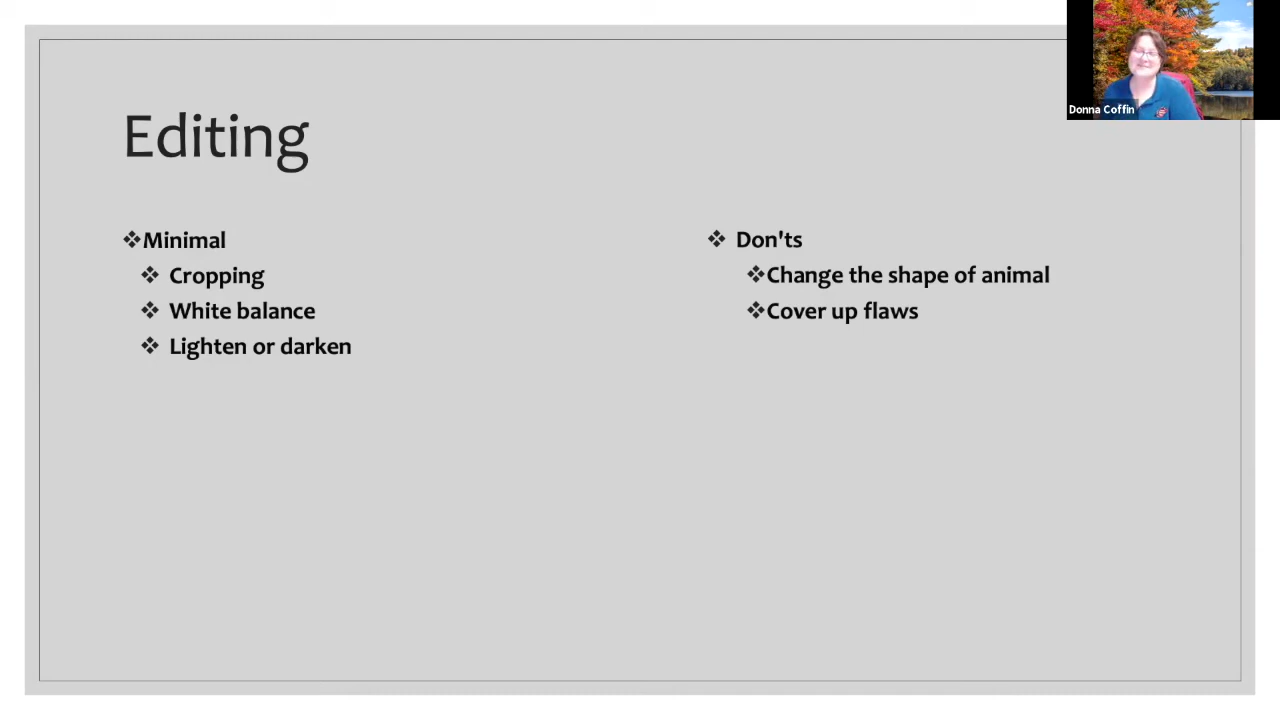 Donna Coffin
Editing
❖Minimal
❖ Cropping
❖ White balance
❖ Lighten or darken
❖ Don'ts
❖Change the shape of animal
❖Cover up flaws